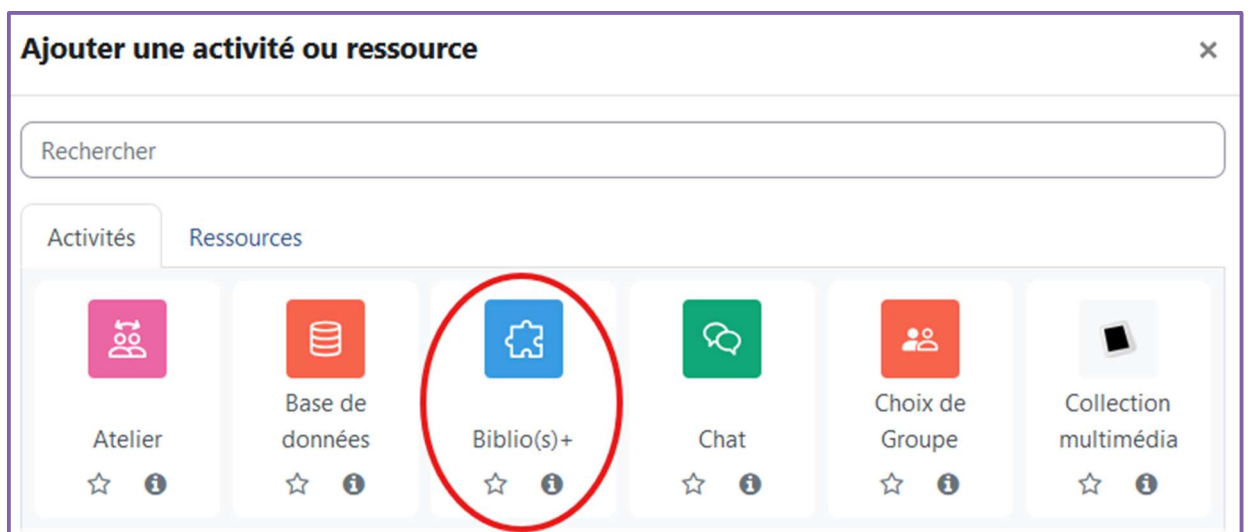 Ajouter une activité ou ressource
Rechercher
Activités Ressources
Atelier
Base de
données
Biblio(s)+
Chat
Choix de
Groupe
Collection
multimédia